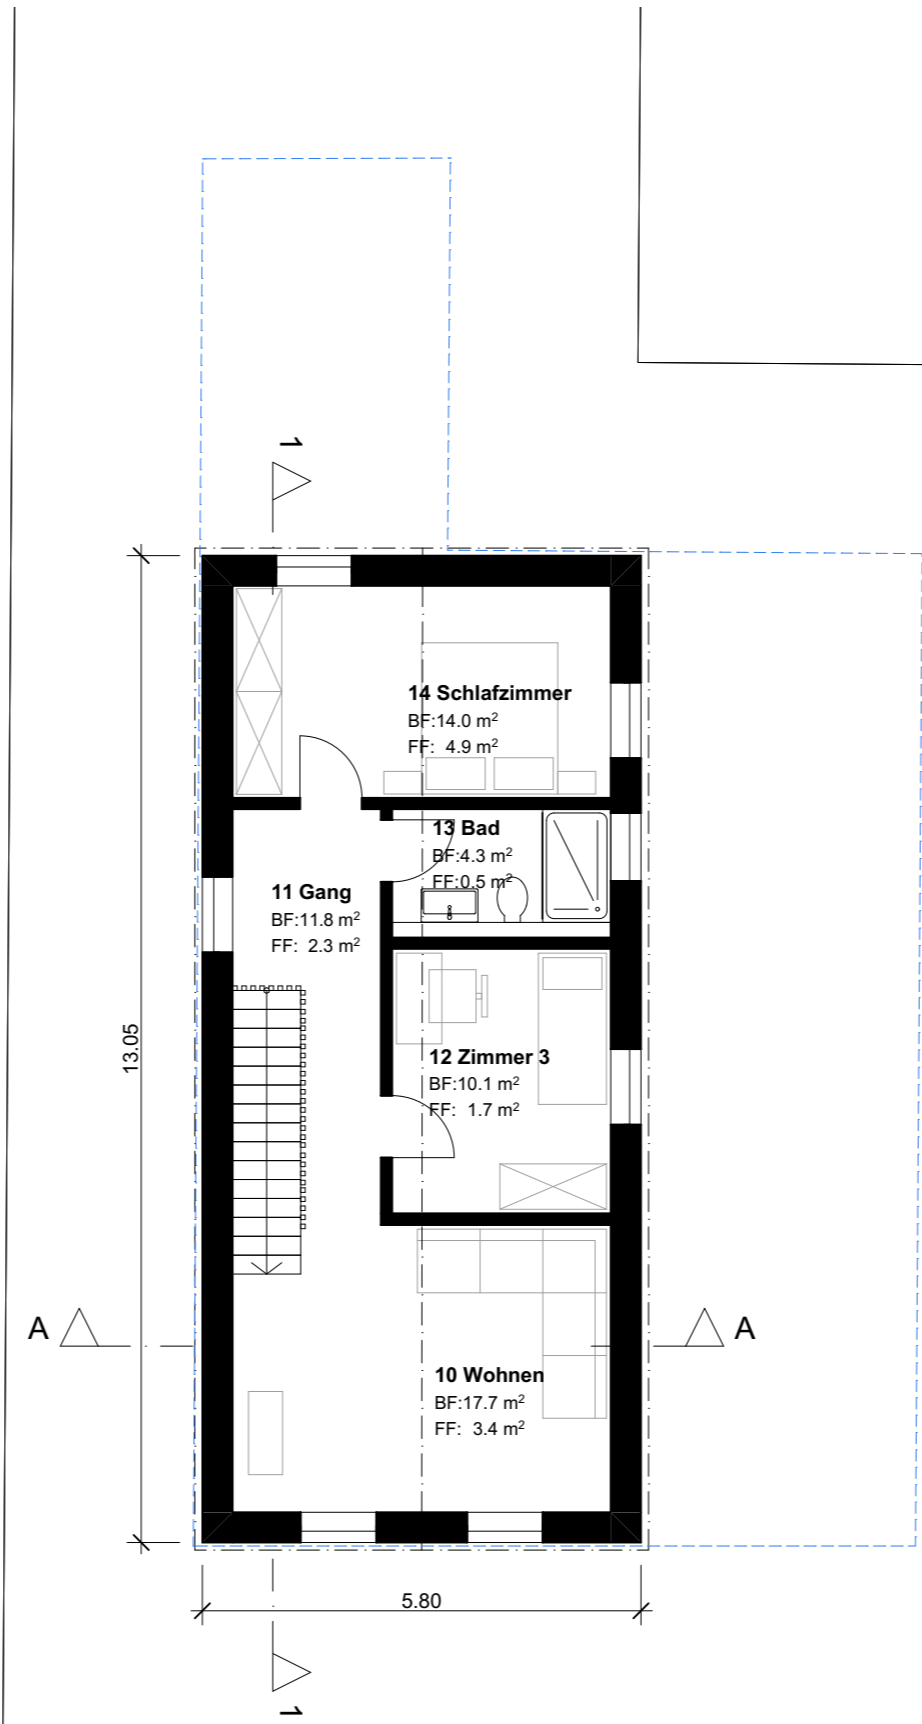 1
14 Schlafzimmer
BF:14.0 m²
FF: 4.9 m²
13 Bad
BF:4.3 m²
FF:0.5 m²
11 Gang
BF:11.8 m²
FF: 2.3 m²
13.05
12 Zimmer 3
BF:10.1 m²
FF: 1.7 m²
A
A
10 Wohnen
BF:17.7 m²
FF: 3.4 m²
5.80
1